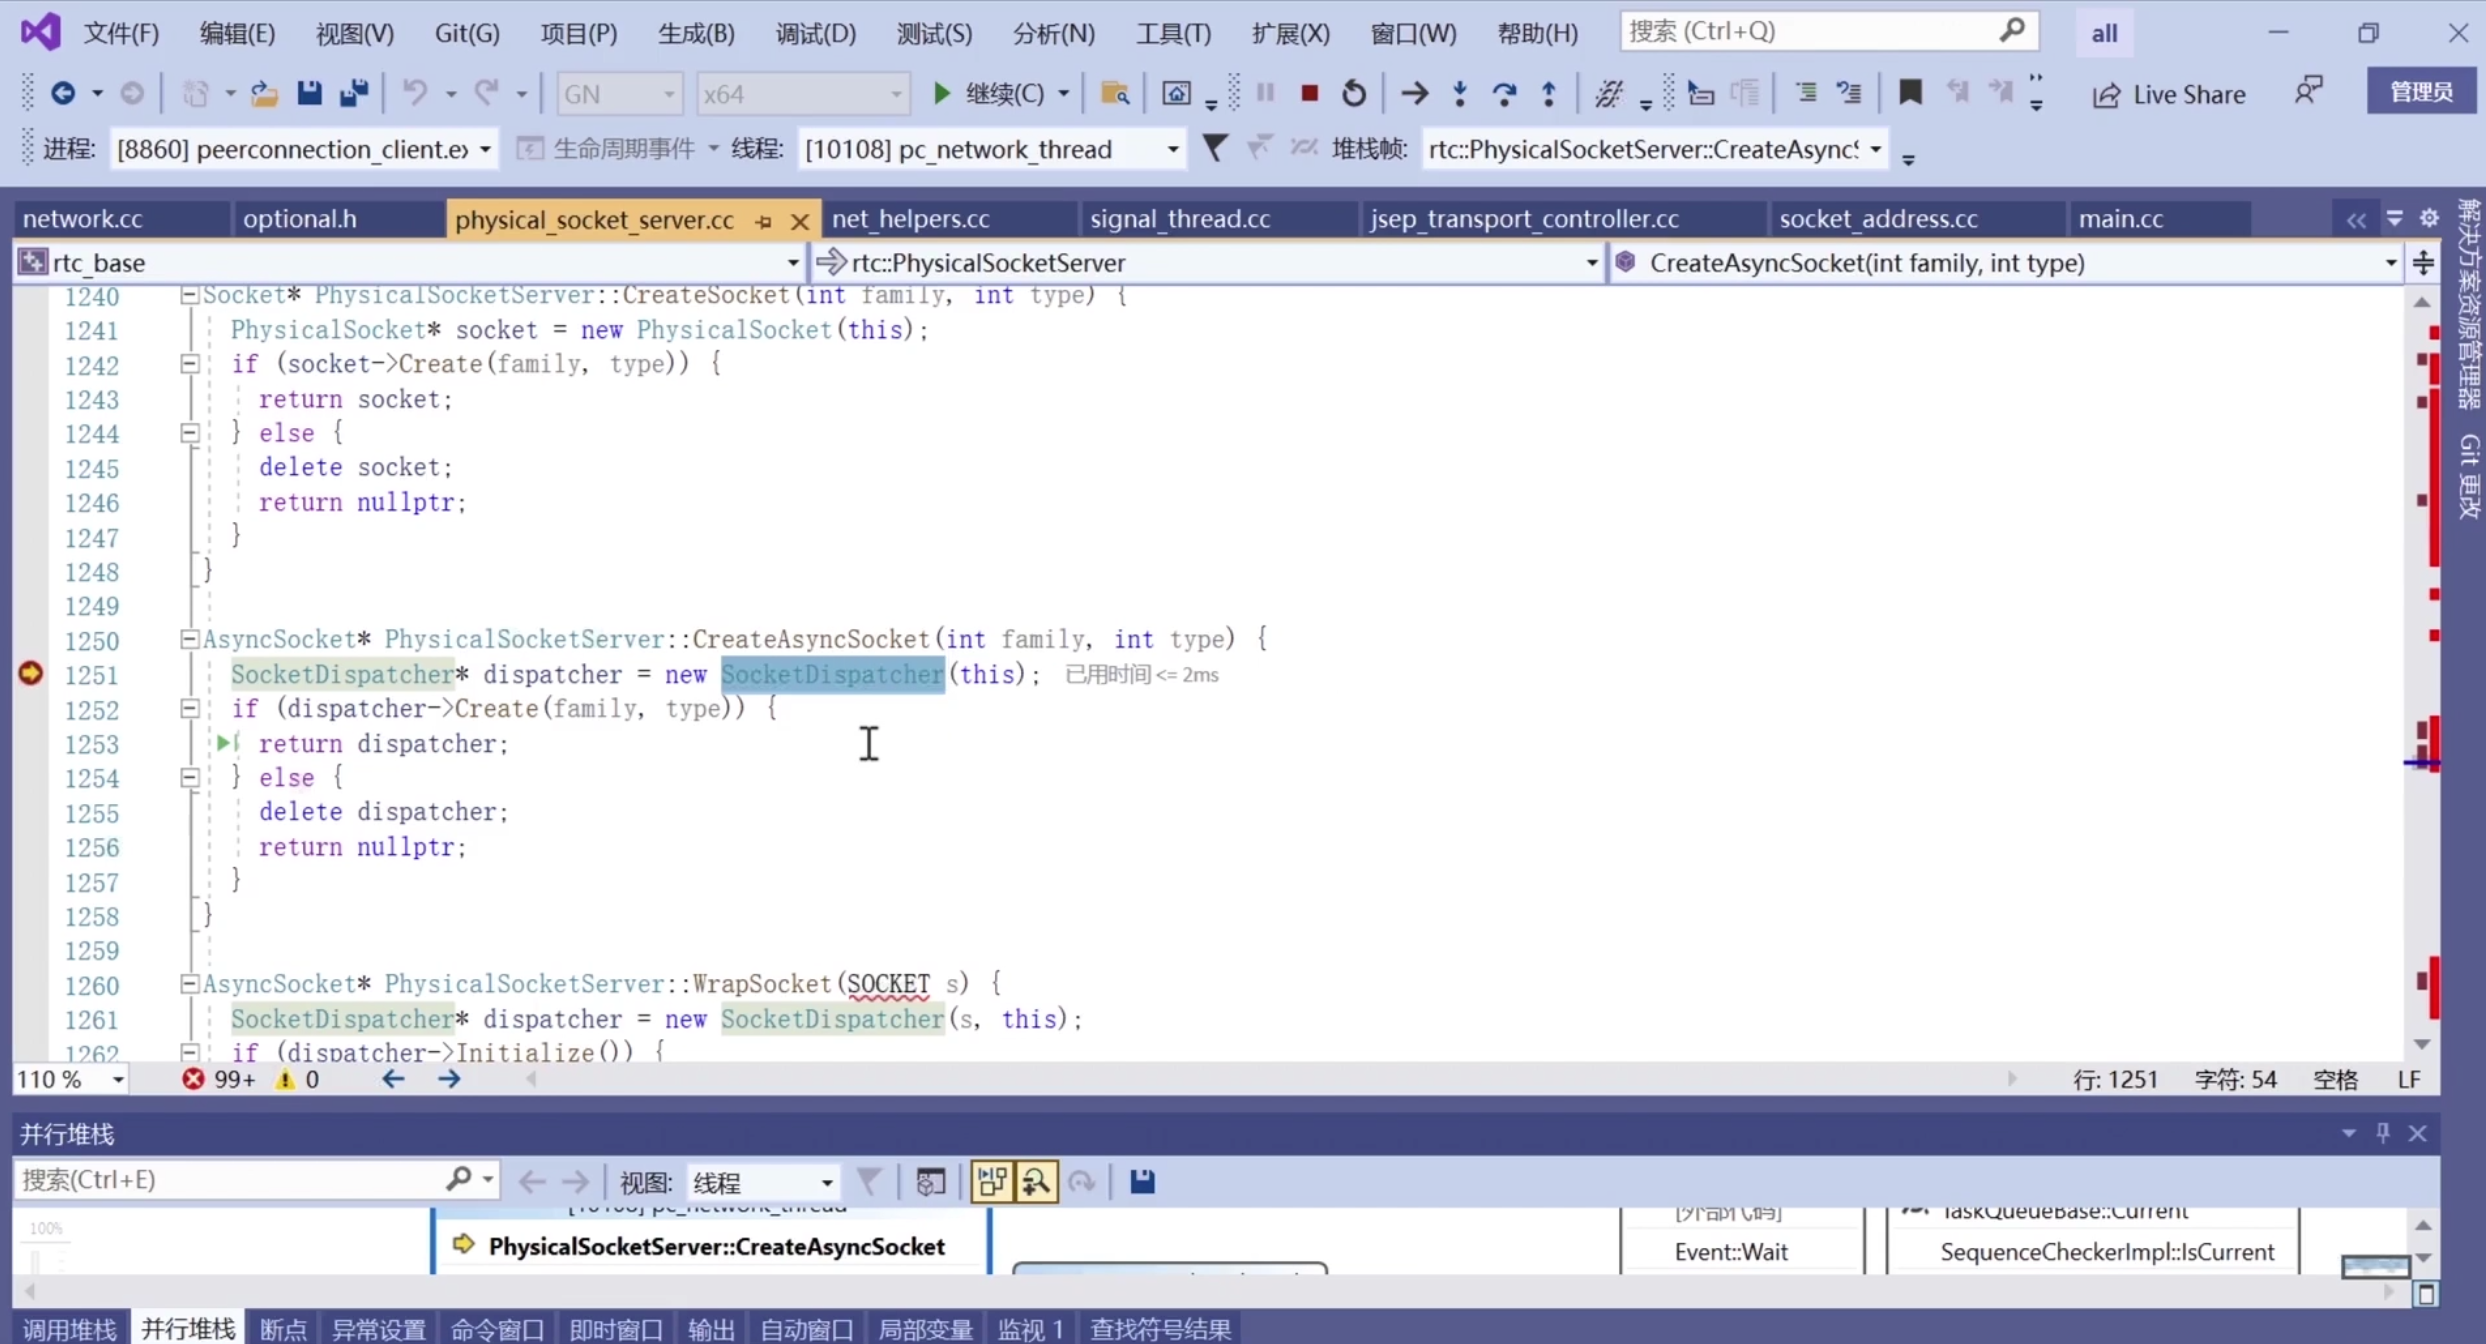 文件(F) 编辑(E) 视图(V) Git(G) 项目(P) 生成(B) 调试(D) 测试(S) 分析(N) 工具(T) 扩展(X) 窗口(W) 帮助(H) 搜索 (Ctrl+Q) all
GN x64 继续(C) Live Share 管理员
进程: [8860] peerconnection_client.ex 生命周期事件 线程: [10108] pc_network_thread 堆栈帧: rtc::PhysicalSocketServer::CreateAsyncS
network.cc optional.h physical_socket_server.cc net_helpers.cc signal_thread.cc jsep_transport_controller.cc socket_address.cc main.cc
rtc_base rtc::PhysicalSocketServer CreateAsyncSocket(int family, int type)
1240 Socket* PhysicalSocketServer::CreateSocket(int family, int type) {
1241 PhysicalSocket* socket = new PhysicalSocket(this);
1242 if (socket->Create(family, type)) {
1243 return socket;
1244 } else {
1245 delete socket;
1246 return nullptr;
1247 }
1248 }
1249
1250 AsyncSocket* PhysicalSocketServer::CreateAsyncSocket(int family, int type) {
1251 SocketDispatcher* dispatcher = new SocketDispatcher(this); 已用时间 <= 2ms
1252 if (dispatcher->Create(family, type)) {
1253 return dispatcher;
1254 } else {
1255 delete dispatcher;
1256 return nullptr;
1257 }
1258 }
1259
1260 AsyncSocket* PhysicalSocketServer::WrapSocket(SOCKET s) {
1261 SocketDispatcher* dispatcher = new SocketDispatcher(s, this);
1262 if (dispatcher->Initialize()) {
110 % 99+ 0 行: 1251 字符: 54 空格 LF
解决方案资源管理器
Git 更改
并行堆栈
搜索(Ctrl+E) 视图: 线程
100% [10108] pc_network_thread [外部代码] TaskQueueBase::Current
PhysicalSocketServer::CreateAsyncSocket Event::Wait SequenceCheckerImpl::IsCurrent
调用堆栈 并行堆栈 断点 异常设置 命令窗口 即时窗口 输出 自动窗口 局部变量 监视 1 查找符号结果